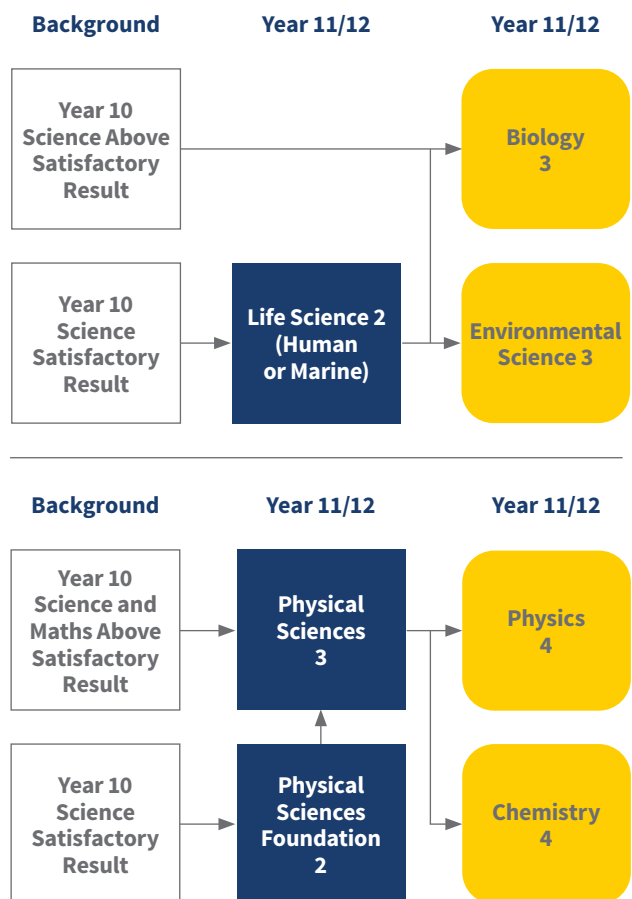 Background
Year 11/12
Year 11/12
Year 10
Science Above
Satisfactory
Result
Biology
3
Year 10
Science
Satisfactory
Result
Life Science 2
(Human
or Marine)
Environmental
Science 3
Background
Year 11/12
Year 11/12
Year 10
Science and
Maths Above
Satisfactory
Result
Physical
Sciences
3
Physics
4
Year 10
Science
Satisfactory
Result
Physical
Sciences
Foundation
2
Chemistry
4